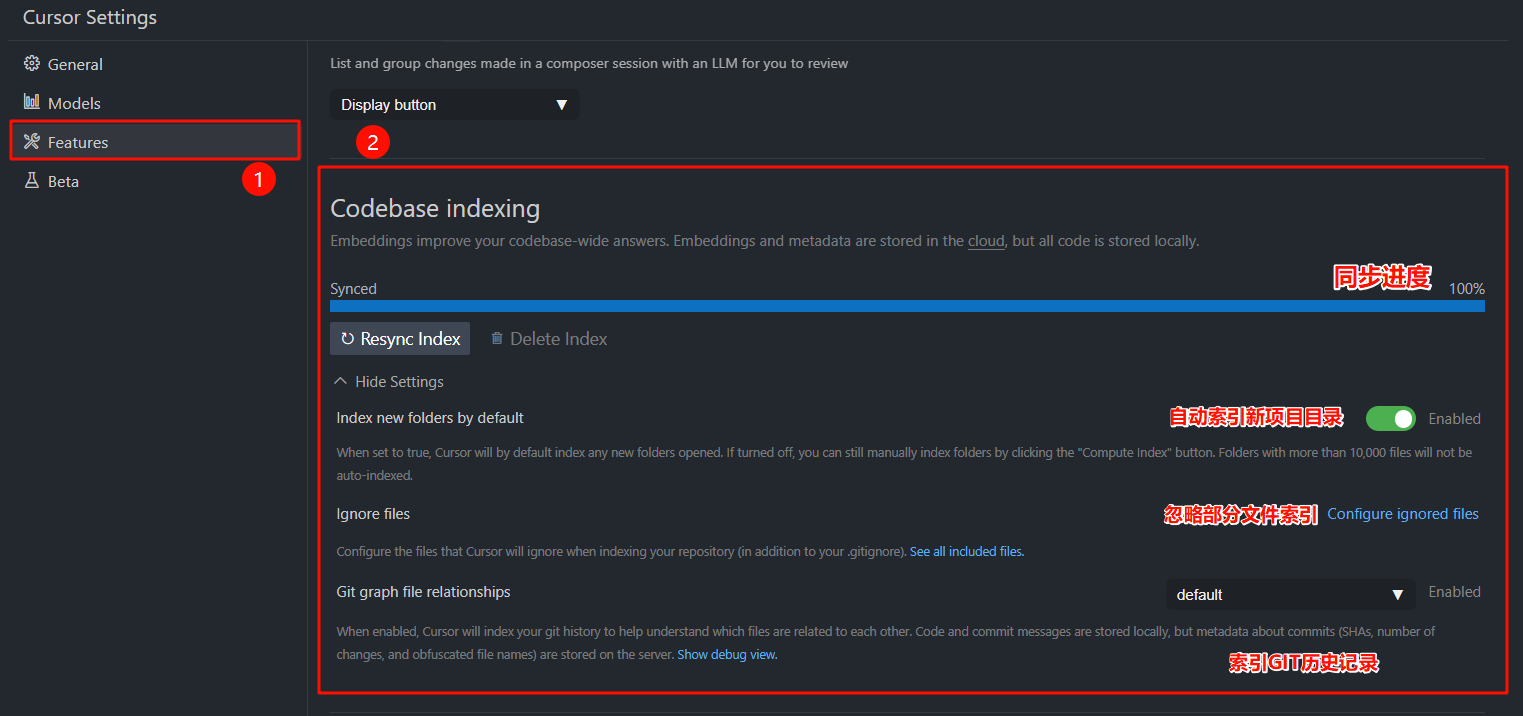 Cursor Settings
General
Models
Features
1
Beta
List and group changes made in a composer session with an LLM for you to review
Display button
2
Codebase indexing
Embeddings improve your codebase-wide answers. Embeddings and metadata are stored in the cloud, but all code is stored locally.
Synced 同步进度 100%
Resync Index Delete Index
Hide Settings
Index new folders by default 自动索引新项目目录 Enabled
When set to true, Cursor will by default index any new folders opened. If turned off, you can still manually index folders by clicking the "Compute Index" button. Folders with more than 10,000 files will not be
auto-indexed.
Ignore files 忽略部分文件索引 Configure ignored files
Configure the files that Cursor will ignore when indexing your repository (in addition to your .gitignore). See all included files.
Git graph file relationships default Enabled
When enabled, Cursor will index your git history to help understand which files are related to each other. Code and commit messages are stored locally, but metadata about commits (SHAs, number of
changes, and obfuscated file names) are stored on the server. Show debug view.
索引GIT历史记录